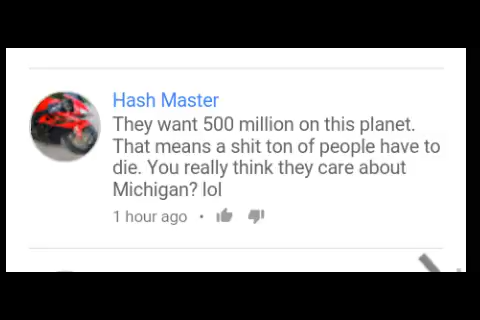 Hash Master
They want 500 million on this planet.
That means a shit ton of people have to
die. You really think they care about
Michigan? lol
1 hour ago •